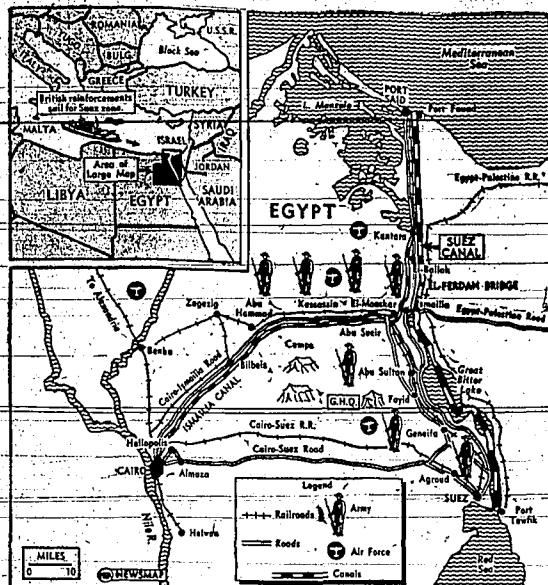 ROMANIA
U.S.S.R.
Black Sea
ITALY
BULG.
GREECE
TURKEY
British reinforcements
sail for Suez zone.
MALTA
SYRIA
IRAQ
ISRAEL
JORDAN
Area of
Large Map
LIBYA
EGYPT
SAUDI
ARABIA
Mediterranean
Sea
PORT
SAID
Port Fouad
L. Menzala
Egypt-Palestine R.R.
EGYPT
Kantara
SUEZ
CANAL
Ballah
EL-FERDAN BRIDGE
Ismailia
Egypt-Palestine Road
To Alexandria
Zagazig
Abu
Hammad
Kassassin
El-Maaskar
Abu Sueir
Benha
Cairo-Ismailia Road
Bilbeis
ISMAILIA CANAL
Camps
Abu Sultan
Great
Bitter
Lake
G.H.Q.
Fayid
Heliopolis
Cairo-Suez R.R.
Geneifa
CAIRO
Almaza
Cairo-Suez Road
Agroud
SUEZ
Port
Tewfik
Nile R.
Helwan
Legend
Railroads
Army
Roads
Air Force
Canals
Red
Sea
MILES
0 10
NEWSMAP